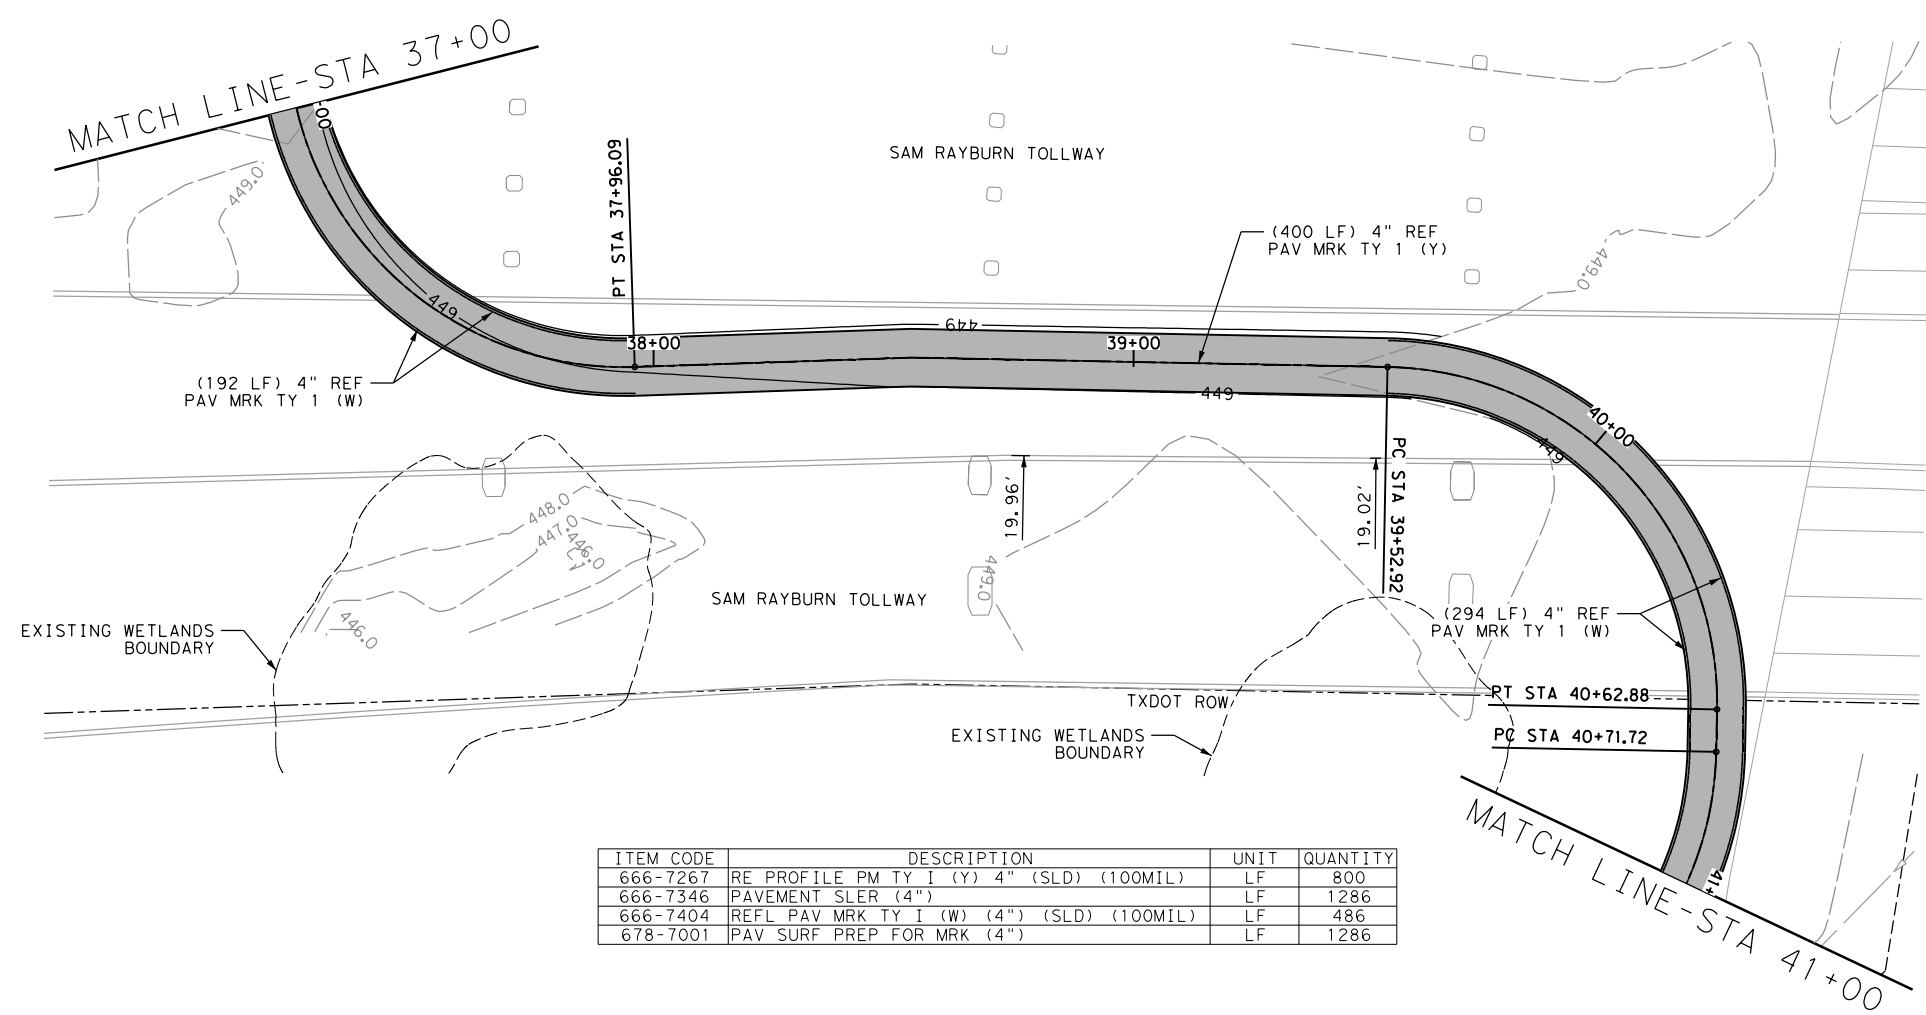 MATCH LINE-STA 37+00
00
449.0
PT STA 37+96.09
SAM RAYBURN TOLLWAY
(400 LF) 4" REF
PAV MRK TY 1 (Y)
449.0
449
449
38+00
39+00
(192 LF) 4" REF
PAV MRK TY 1 (W)
449
40+00
449
PC STA 39+52.92
19.96'
19.02'
448.0
447.0
446.0
446.0
449.0
SAM RAYBURN TOLLWAY
EXISTING WETLANDS
BOUNDARY
(294 LF) 4" REF
PAV MRK TY 1 (W)
PT STA 40+62.88
TXDOT ROW
PC STA 40+71.72
EXISTING WETLANDS
BOUNDARY
MATCH LINE-STA 41+00
41+
ITEM CODE DESCRIPTION UNIT QUANTITY
666-7267 RE PROFILE PM TY I (Y) 4" (SLD) (100MIL) LF 800
666-7346 PAVEMENT SLER (4") LF 1286
666-7404 REFL PAV MRK TY I (W) (4") (SLD) (100MIL) LF 486
678-7001 PAV SURF PREP FOR MRK (4") LF 1286